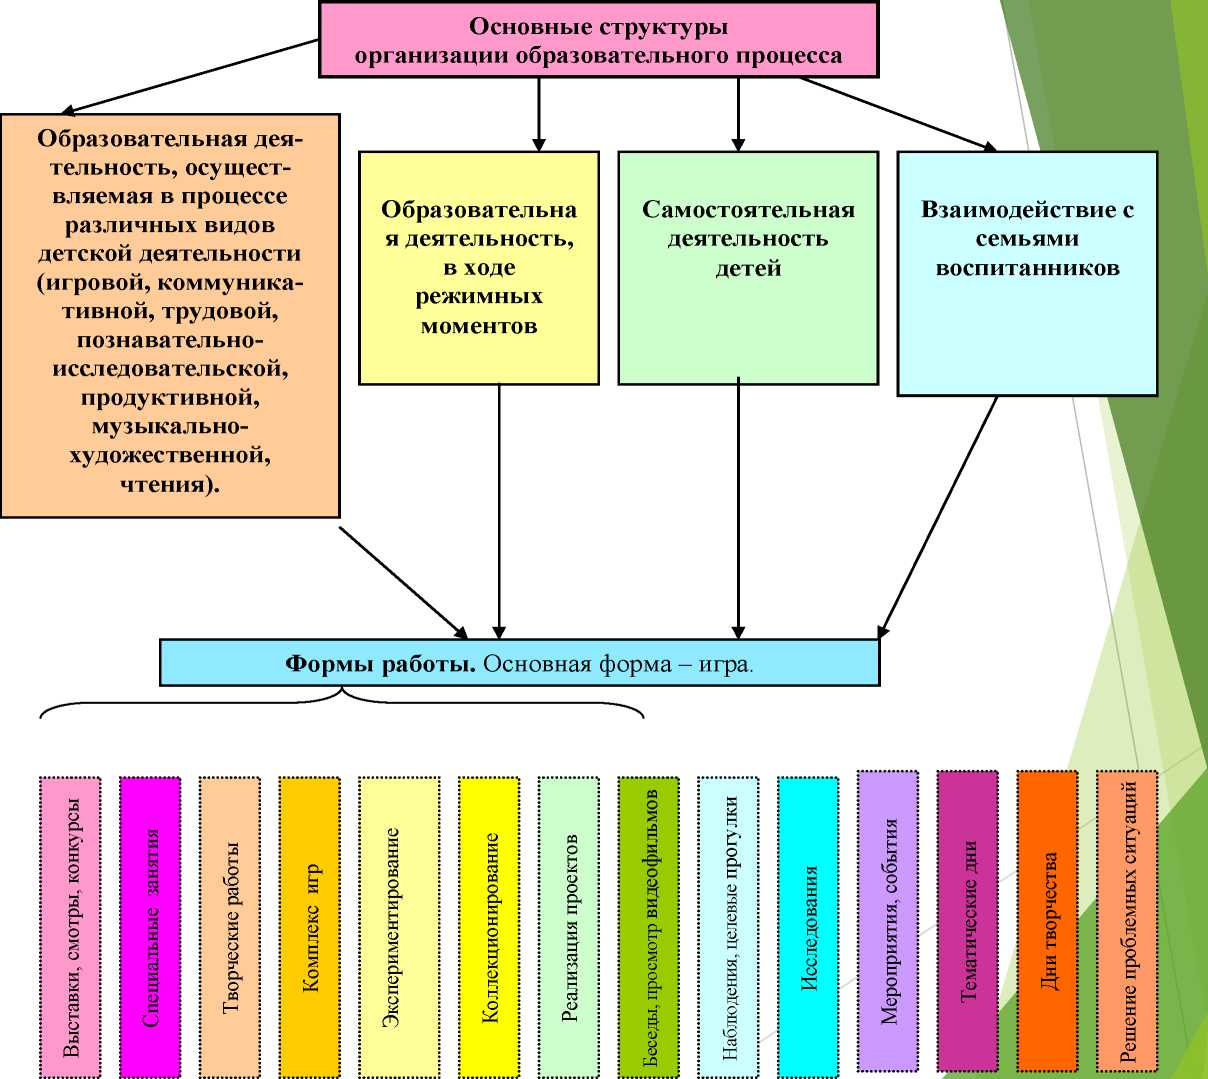 Основные структуры
организации образовательного процесса
Образовательная дея-
тельность, осущест-
вляемая в процессе
различных видов
детской деятельности
(игровой, коммуника-
тивной, трудовой,
познавательно-
исследовательской,
продуктивной,
музыкально-
художественной,
чтения).
Образовательна
я деятельность,
в ходе
режимных
моментов
Самостоятельная
деятельность
детей
Взаимодействие с
семьями
воспитанников
Формы работы. Основная форма – игра.
Выставки, смотры, конкурсы
Специальные занятия
Творческие работы
Комплекс игр
Экспериментирование
Коллекционирование
Реализация проектов
Беседы, просмотр видеофильмов
Наблюдения, целевые прогулки
Исследования
Мероприятия, события
Тематические дни
Дни творчества
Решение проблемных ситуаций